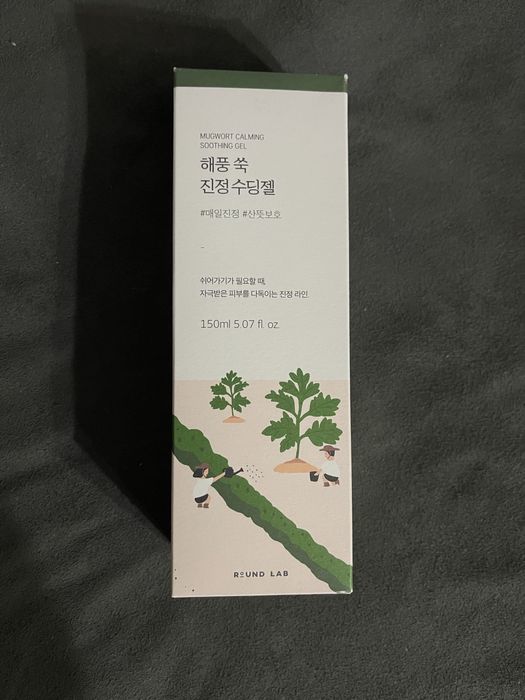 MUGWORT CALMING
SOOTHING GEL
해풍 쑥
진정 수딩젤
#매일진정 #산뜻보호
-
쉬어가기가 필요할 때,
자극받은 피부를 다독이는 진정 라인.
150ml 5.07 fl. oz.
ROUND LAB